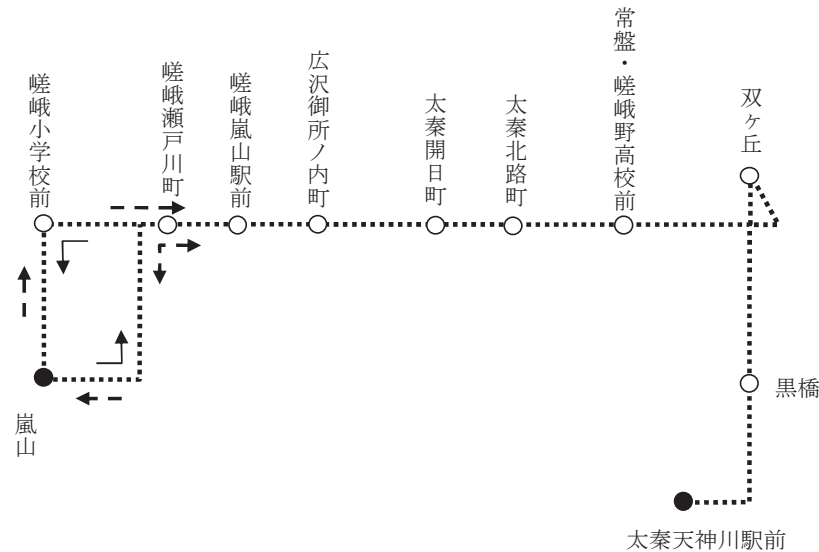 嵯峨小学校前
嵯峨瀬戸川町
嵯峨嵐山駅前
広沢御所ノ内町
太秦開日町
太秦北路町
常盤・嵯峨野高校前
双ヶ丘
黒橋
嵐山
太秦天神川駅前